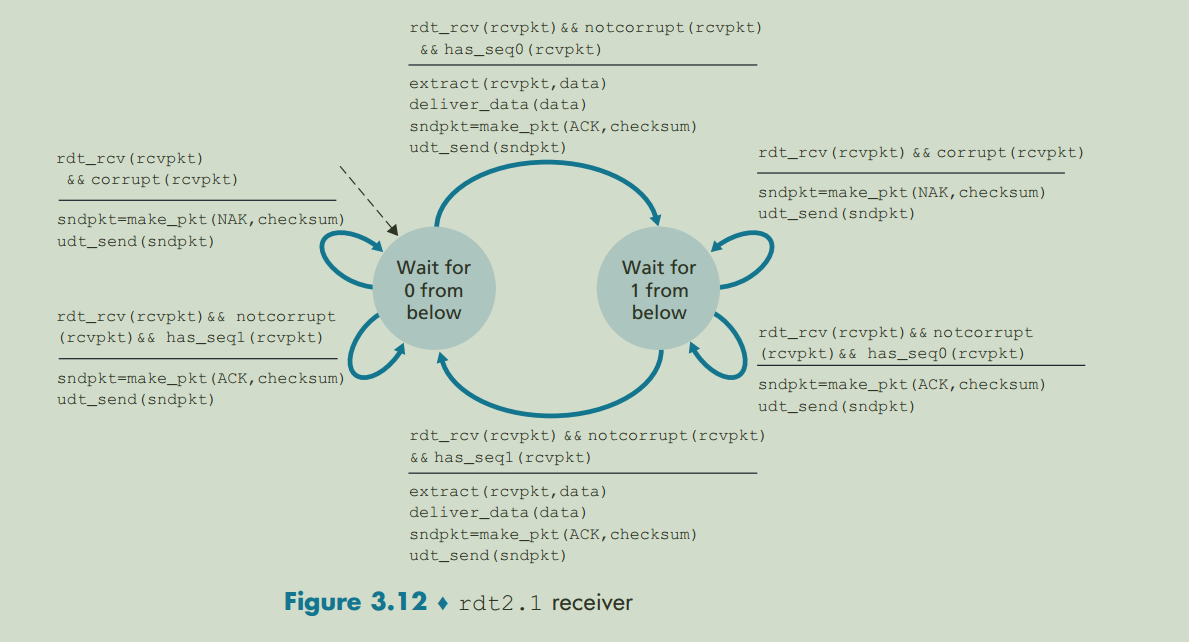 rdt_rcv(rcvpkt)&& notcorrupt(rcvpkt)
&& has_seq0(rcvpkt)
extract(rcvpkt,data)
deliver_data(data)
sndpkt=make_pkt(ACK,checksum)
udt_send(sndpkt)
rdt_rcv(rcvpkt)
&& corrupt(rcvpkt)
sndpkt=make_pkt(NAK,checksum)
udt_send(sndpkt)
rdt_rcv(rcvpkt) && corrupt(rcvpkt)
sndpkt=make_pkt(NAK,checksum)
udt_send(sndpkt)
Wait for
0 from
below
Wait for
1 from
below
rdt_rcv(rcvpkt)&& notcorrupt
(rcvpkt)&& has_seq1(rcvpkt)
sndpkt=make_pkt(ACK,checksum)
udt_send(sndpkt)
rdt_rcv(rcvpkt)&& notcorrupt
(rcvpkt)&& has_seq0(rcvpkt)
sndpkt=make_pkt(ACK,checksum)
udt_send(sndpkt)
rdt_rcv(rcvpkt) && notcorrupt(rcvpkt)
&& has_seq1(rcvpkt)
extract(rcvpkt,data)
deliver_data(data)
sndpkt=make_pkt(ACK,checksum)
udt_send(sndpkt)
Figure 3.12 ♦ rdt2.1 receiver